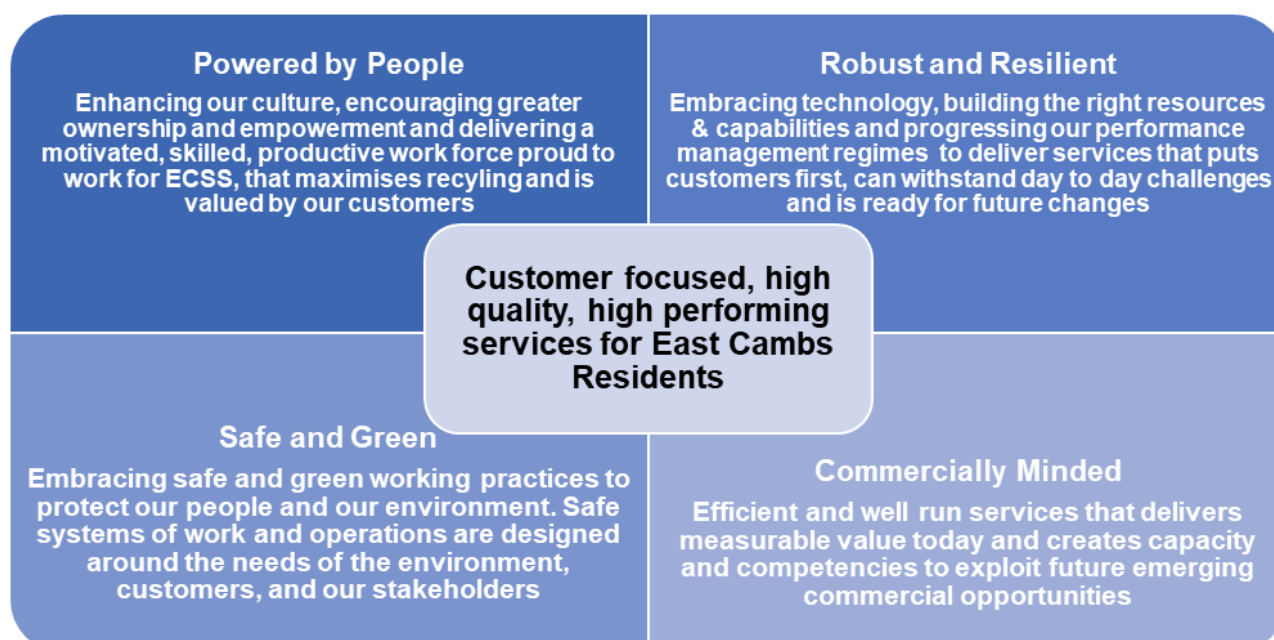 Powered by People
Enhancing our culture, encouraging greater
ownership and empowerment and delivering a
motivated, skilled, productive work force proud to
work for ECSS, that maximises recyling and is
valued by our customers
Robust and Resilient
Embracing technology, building the right resources
& capabilities and progressing our performance
management regimes to deliver services that puts
customers first, can withstand day to day challenges
and is ready for future changes
Customer focused, high
quality, high performing
services for East Cambs
Residents
Safe and Green
Embracing safe and green working practices to
protect our people and our environment. Safe
systems of work and operations are designed
around the needs of the environment,
customers, and our stakeholders
Commercially Minded
Efficient and well run services that delivers
measurable value today and creates capacity
and competencies to exploit future emerging
commercial opportunities